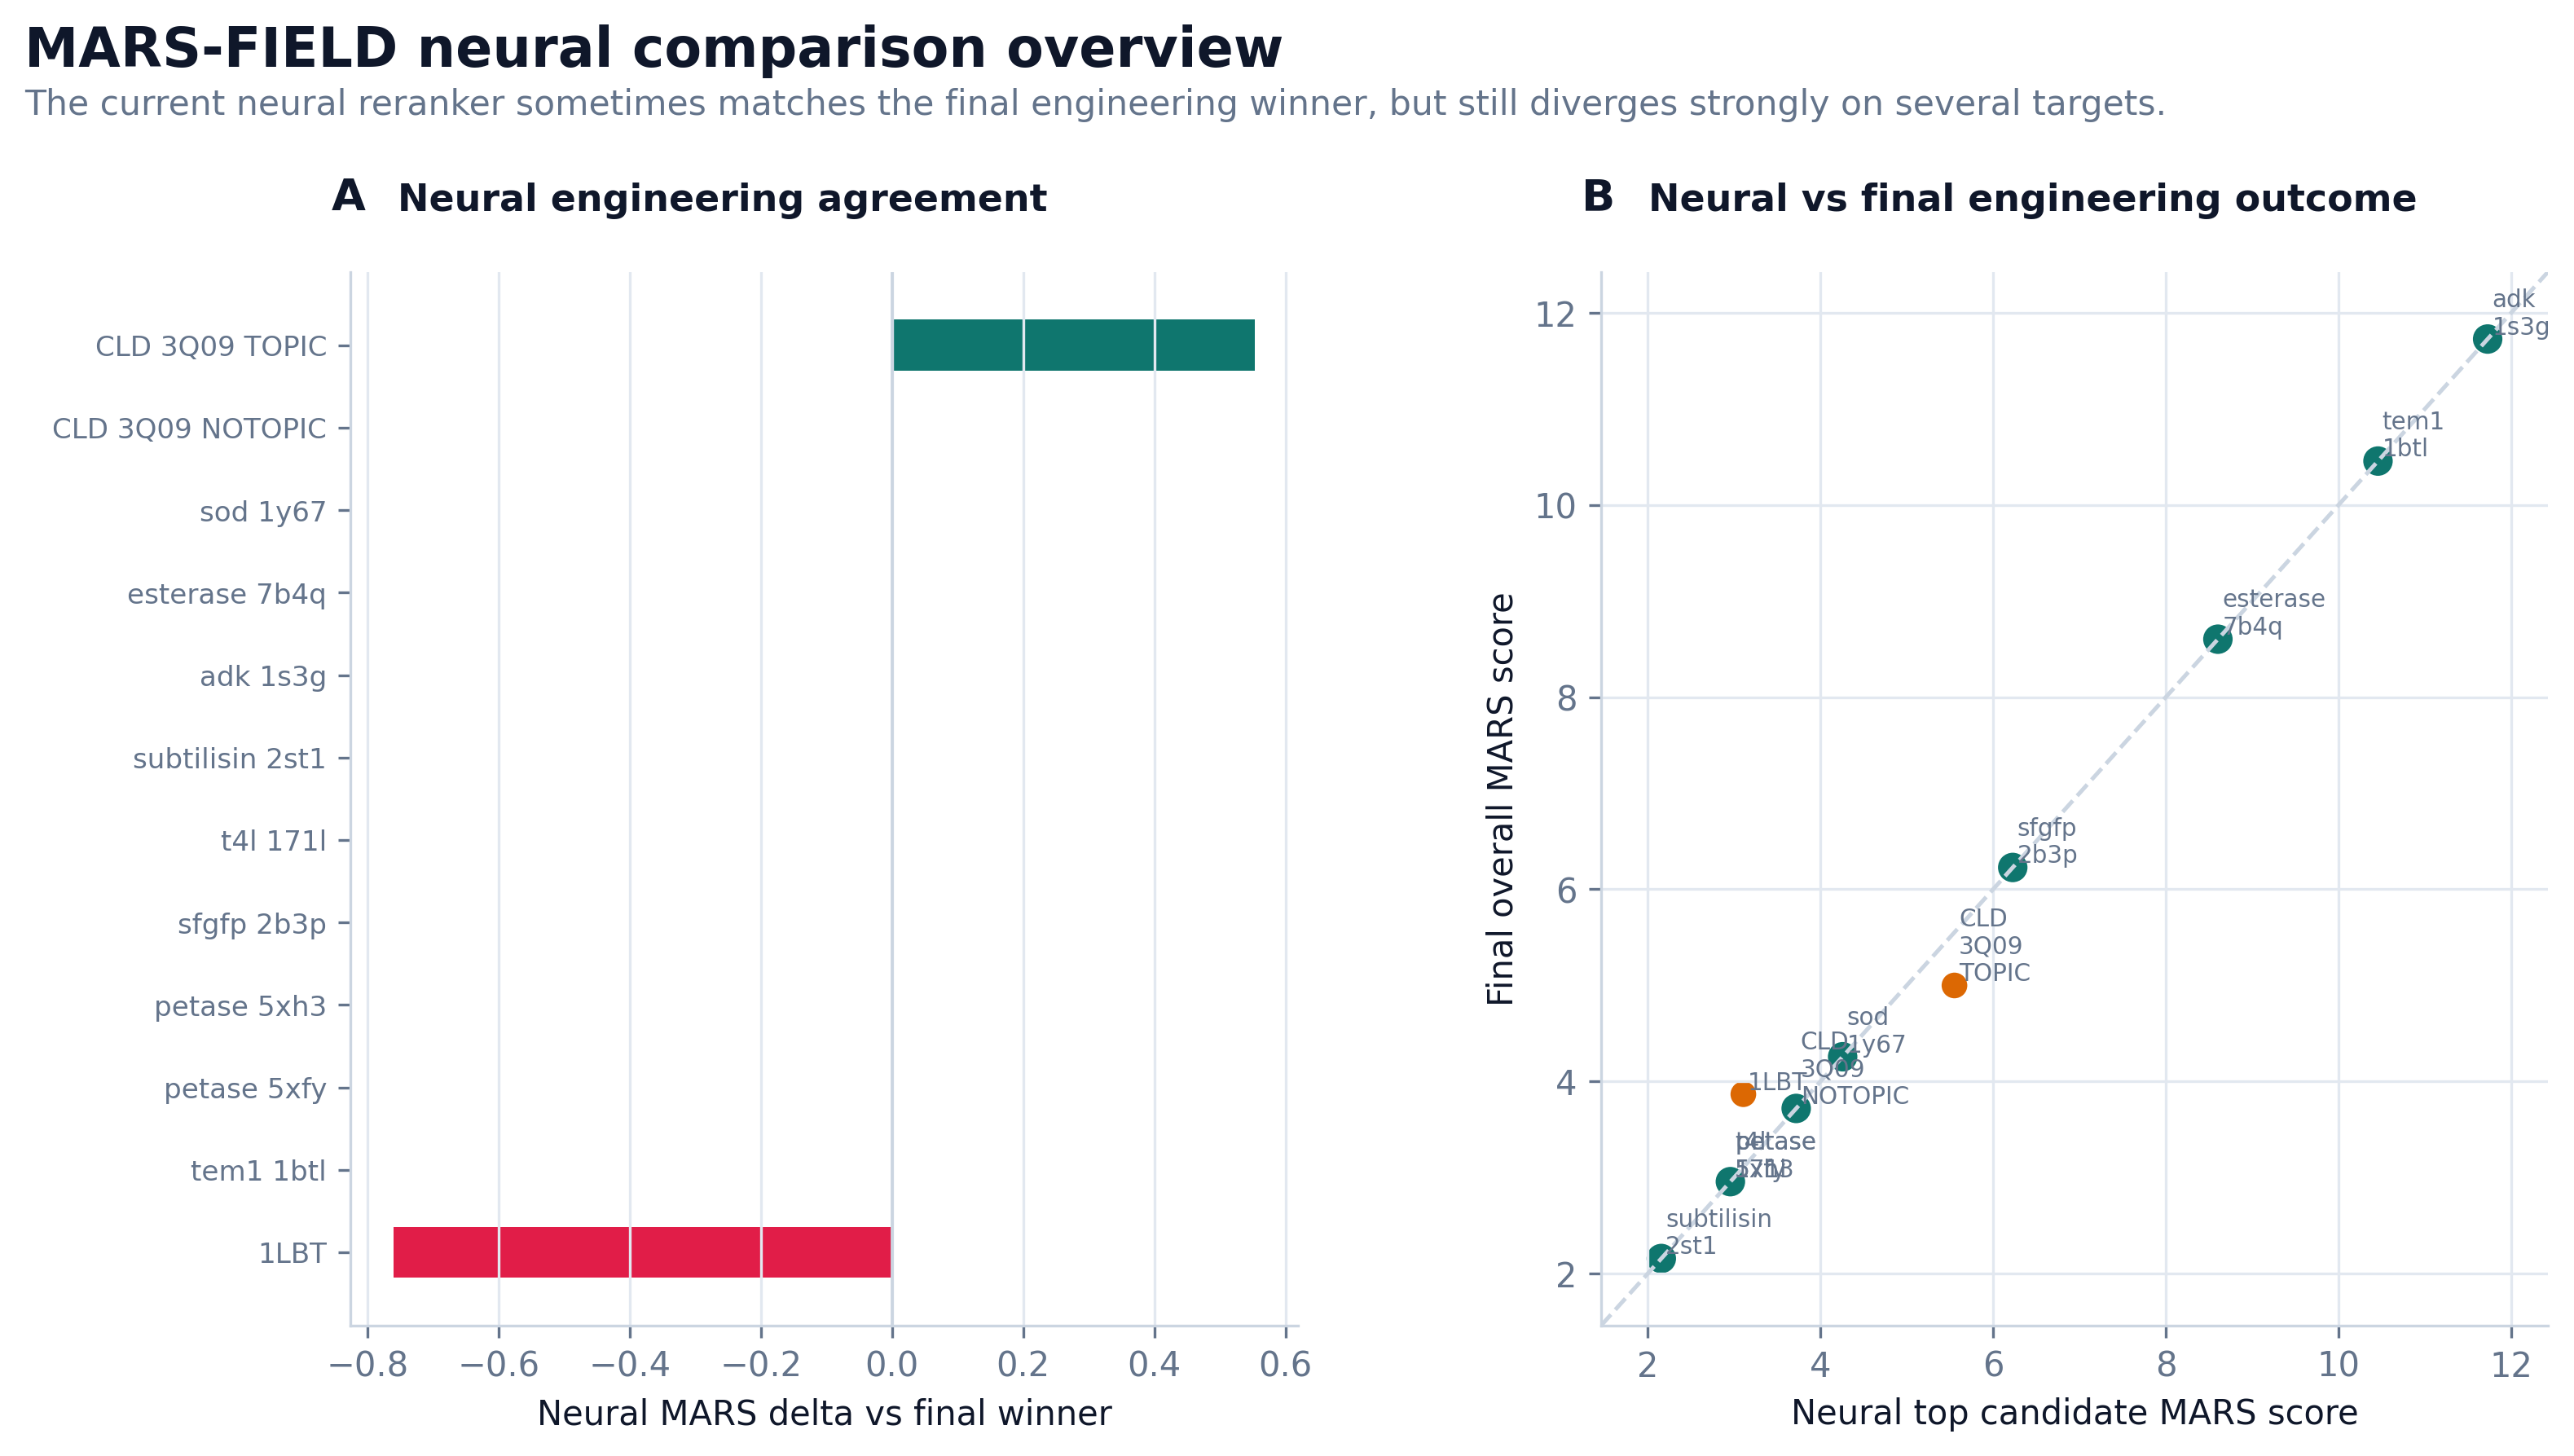 MARS-FIELD neural comparison overview
The current neural reranker sometimes matches the final engineering winner, but still diverges strongly on several targets.
A Neural engineering agreement
CLD 3Q09 TOPIC
CLD 3Q09 NOTOPIC
sod 1y67
esterase 7b4q
adk 1s3g
subtilisin 2st1
t4l 171l
sfgfp 2b3p
petase 5xh3
petase 5xfy
tem1 1btl
1LBT
−0.8 −0.6 −0.4 −0.2 0.0 0.2 0.4 0.6
Neural MARS delta vs final winner
B Neural vs final engineering outcome
Final overall MARS score
12
10
8
6
4
2
adk
1s3g
tem1
1btl
esterase
7b4q
sfgfp
2b3p
CLD
3Q09
TOPIC
sod
1y67
CLD
3Q09
NOTOPIC
1LBT
petase
subtilisin
2st1
2 4 6 8 10 12
Neural top candidate MARS score